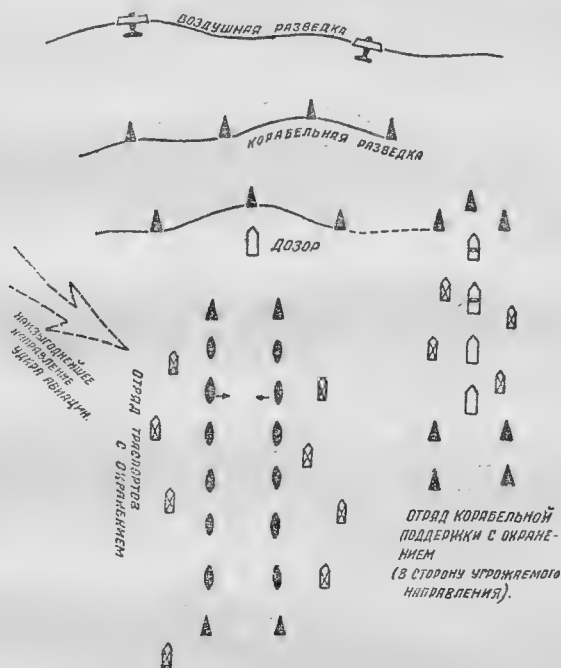 ВОЗДУШНАЯ РАЗВЕДКА
КОРАБЕЛЬНАЯ РАЗВЕДКА
ДОЗОР
НАИВЫГОДНЕЙШЕЕ
НАПРАВЛЕНИЕ
УДАРА АВИАЦИИ.
ОТРЯД ТРАСПОРТОВ
С ОХРАНЕНИЕМ
ОТРЯД КОРАБЕЛЬНОЙ
ПОДДЕРЖКИ С ОХРАНЕ-
НИЕМ
(В СТОРОНУ УГРОЖАЕМОГО
НАПРАВЛЕНИЯ).